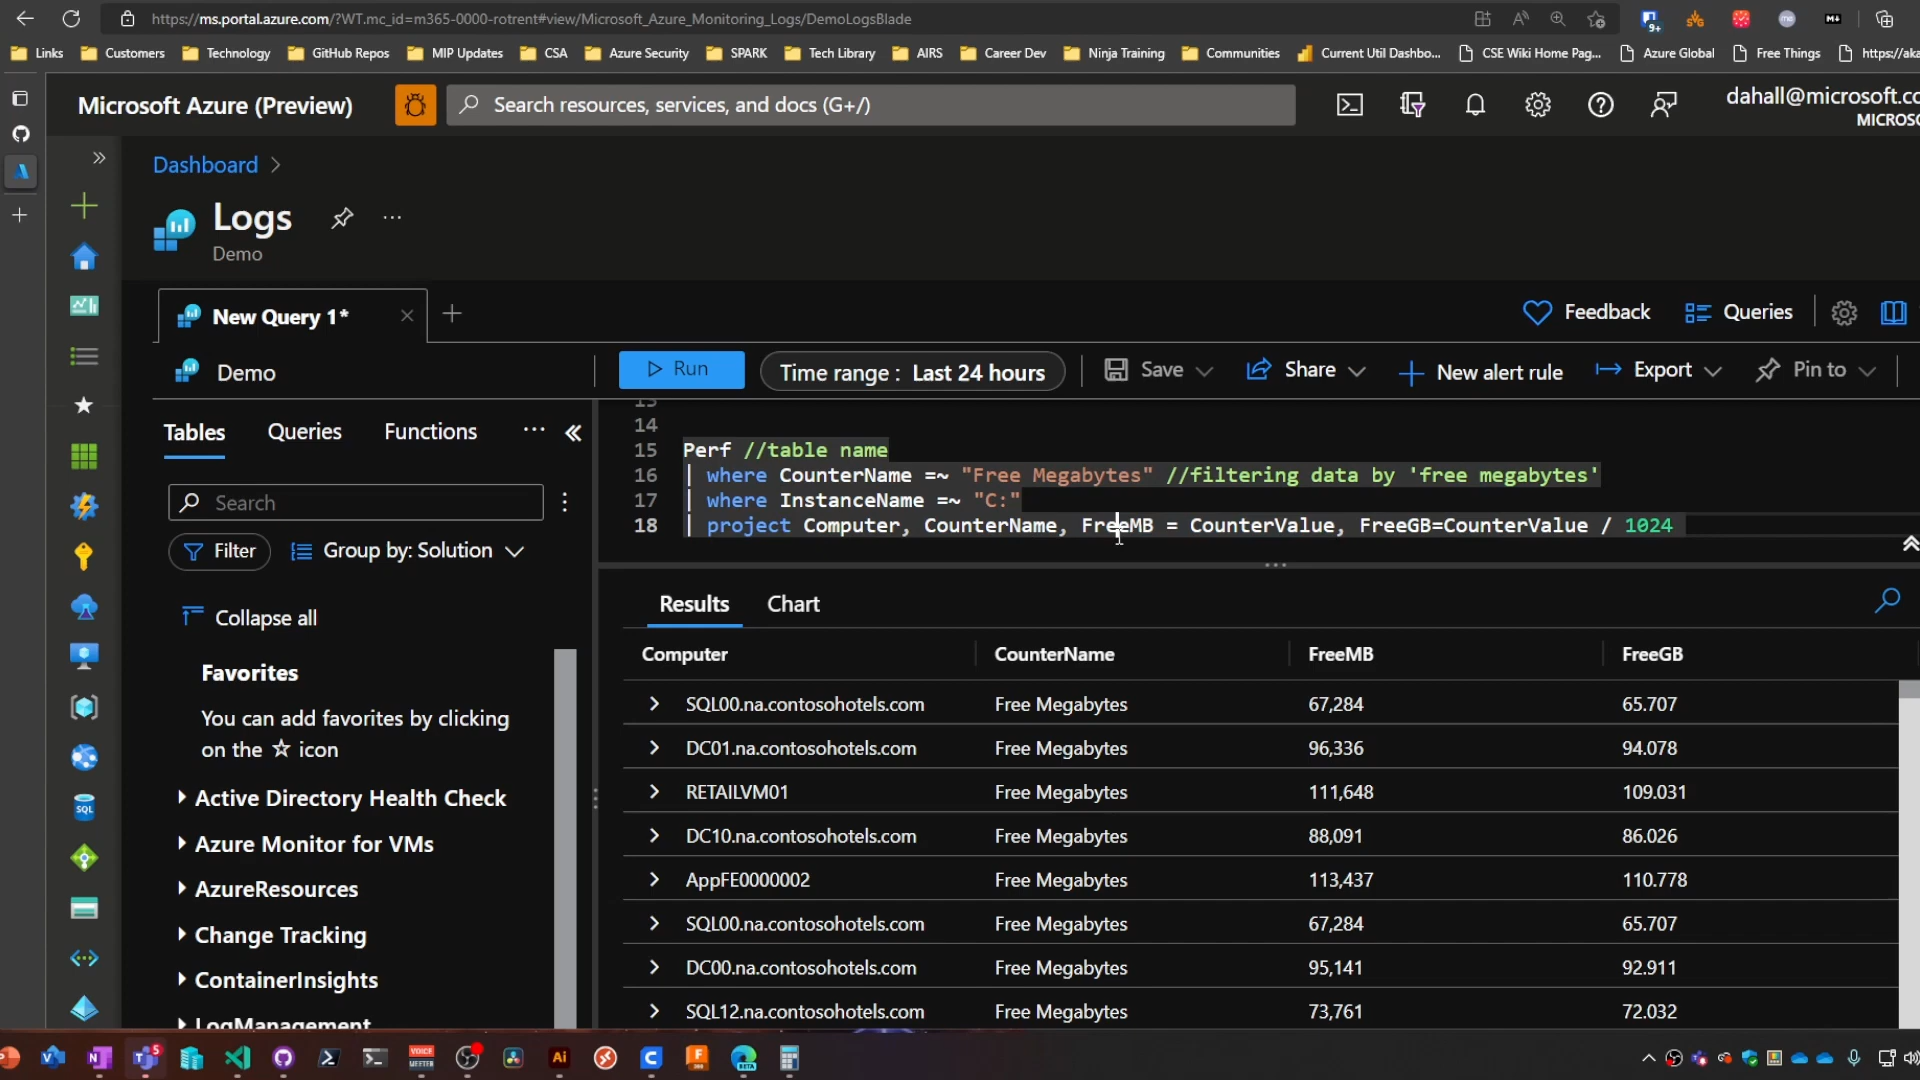 https://ms.portal.azure.com/?WT.mc_id=m365-0000-rotrent#view/Microsoft_Azure_Monitoring_Logs/DemoLogsBlade
Links Customers Technology GitHub Repos MIP Updates CSA Azure Security SPARK Tech Library AIRS Career Dev Ninja Training Communities Current Util Dashbo... CSE Wiki Home Pag... Azure Global Free Things https://aka
Microsoft Azure (Preview)
Search resources, services, and docs (G+/)
dahall@microsoft.co
MICROSO
Dashboard
Logs
Demo
New Query 1*
Feedback
Queries
Demo
Run
Time range : Last 24 hours
Save
Share
New alert rule
Export
Pin to
Tables
Queries
Functions
Search
Filter
Group by: Solution
Collapse all
Favorites
You can add favorites by clicking
on the ☆ icon
Active Directory Health Check
Azure Monitor for VMs
AzureResources
Change Tracking
ContainerInsights
LogManagement
13
14
15 Perf //table name
16 | where CounterName =~ "Free Megabytes" //filtering data by 'free megabytes'
17 | where InstanceName =~ "C:"
18 | project Computer, CounterName, FreeMB = CounterValue, FreeGB=CounterValue / 1024
Results
Chart
Computer CounterName FreeMB FreeGB
SQL00.na.contosohotels.com Free Megabytes 67,284 65.707
DC01.na.contosohotels.com Free Megabytes 96,336 94.078
RETAILVM01 Free Megabytes 111,648 109.031
DC10.na.contosohotels.com Free Megabytes 88,091 86.026
AppFE0000002 Free Megabytes 113,437 110.778
SQL00.na.contosohotels.com Free Megabytes 67,284 65.707
DC00.na.contosohotels.com Free Megabytes 95,141 92.911
SQL12.na.contosohotels.com Free Megabytes 73,761 72.032